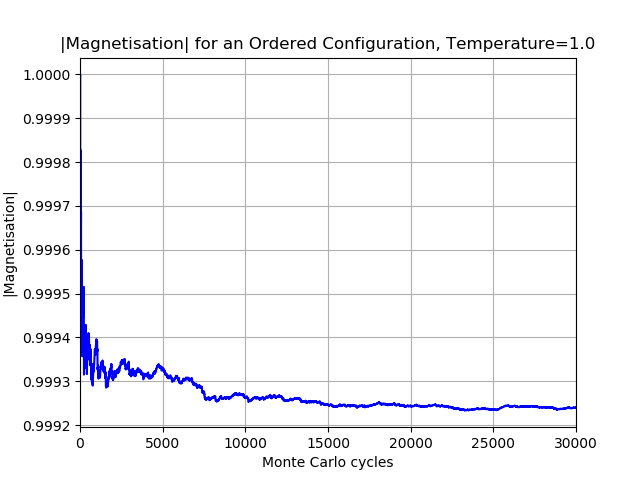 |Magnetisation| for an Ordered Configuration, Temperature=1.0
1.0000
0.9999
0.9998
0.9997
0.9996
0.9995
0.9994
0.9993
0.9992
|Magnetisation|
0 5000 10000 15000 20000 25000 30000
Monte Carlo cycles